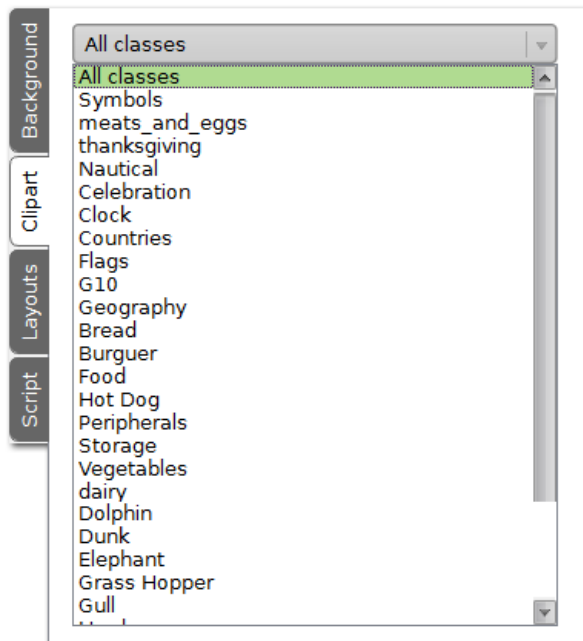 Background
Clipart
Layouts
Script
All classes
All classes
Symbols
meats_and_eggs
thanksgiving
Nautical
Celebration
Clock
Countries
Flags
G10
Geography
Bread
Burguer
Food
Hot Dog
Peripherals
Storage
Vegetables
dairy
Dolphin
Dunk
Elephant
Grass Hopper
Gull